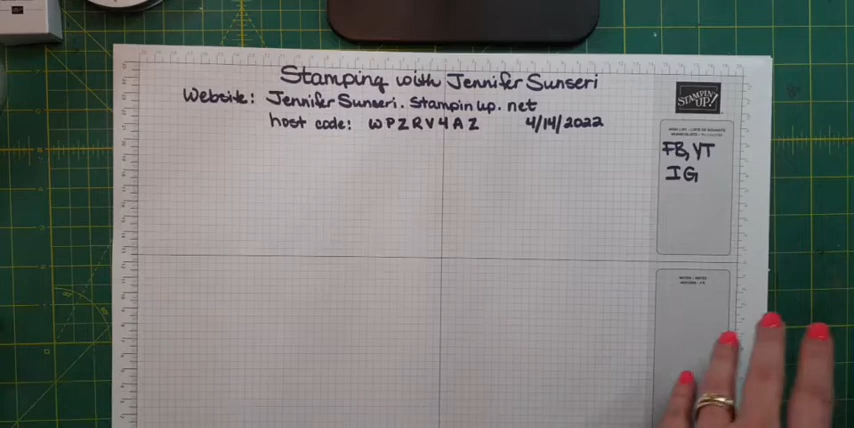 Stamping with Jennifer Sunseri
Website: JenniferSunseri.stampinup.net
host code: WPZRV4AZ 4/14/2022
STAMPIN' UP!
FB, YT
IG